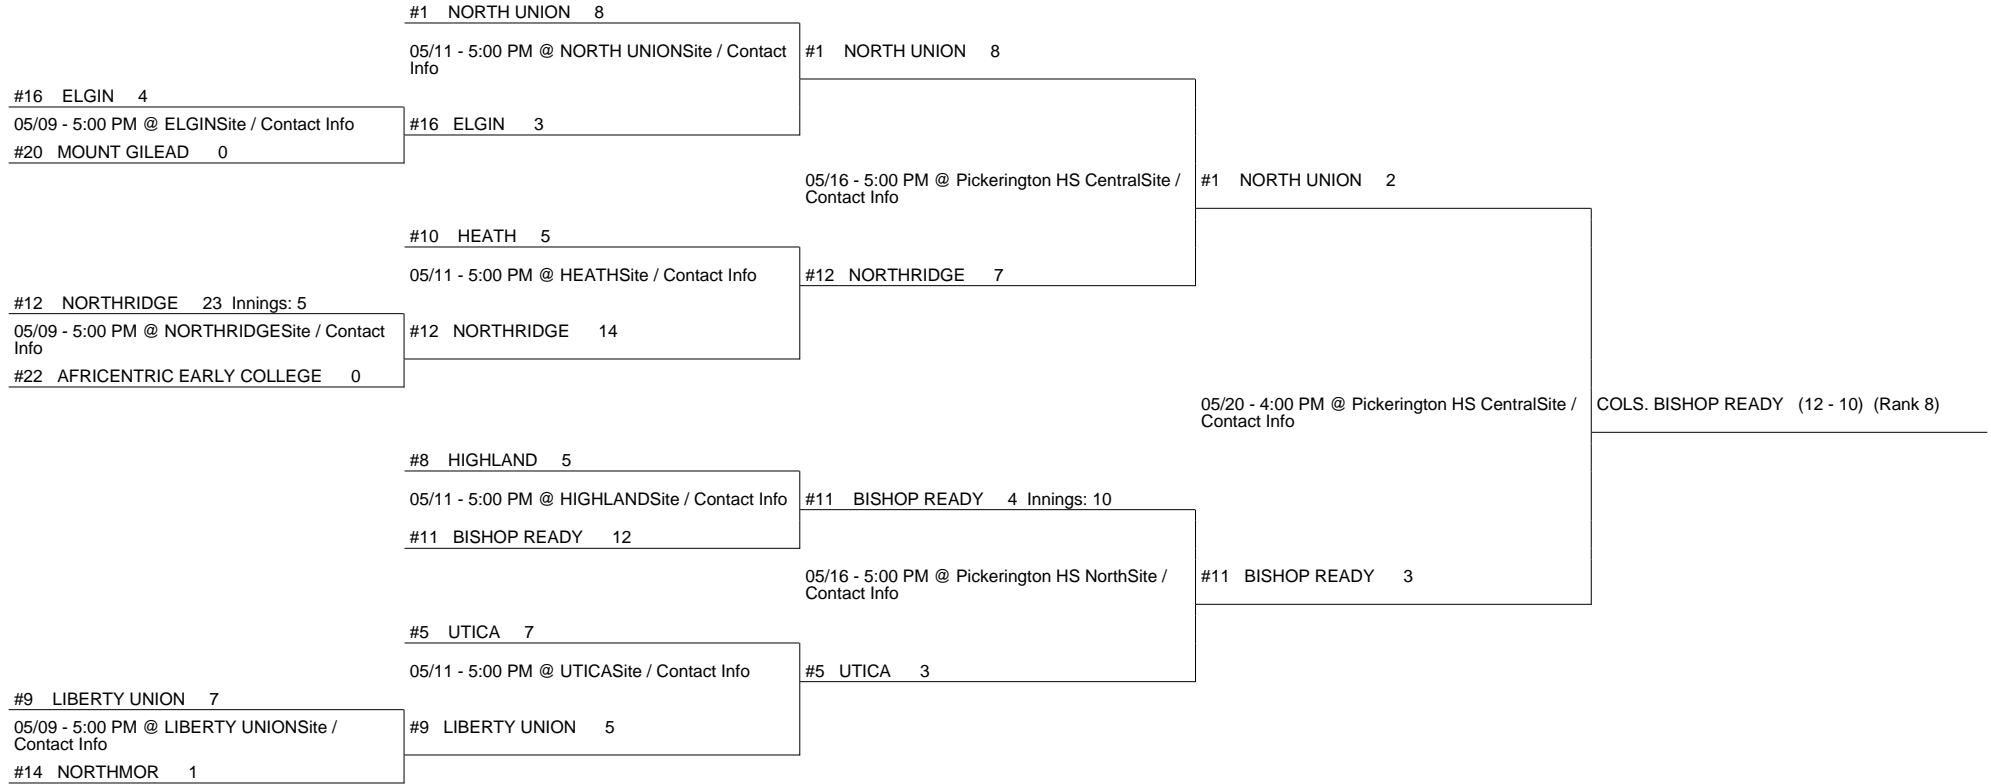 #1 NORTH UNION 8
05/11 - 5:00 PM @ NORTH UNIONSite / Contact
Info
#1 NORTH UNION 8
#16 ELGIN 4
05/09 - 5:00 PM @ ELGINSite / Contact Info
#16 ELGIN 3
#20 MOUNT GILEAD 0
05/16 - 5:00 PM @ Pickerington HS CentralSite /
Contact Info
#1 NORTH UNION 2
#10 HEATH 5
05/11 - 5:00 PM @ HEATHSite / Contact Info
#12 NORTHRIDGE 7
#12 NORTHRIDGE 23 Innings: 5
05/09 - 5:00 PM @ NORTHRIDGESite / Contact
Info
#12 NORTHRIDGE 14
#22 AFRICENTRIC EARLY COLLEGE 0
05/20 - 4:00 PM @ Pickerington HS CentralSite /
Contact Info
COLS. BISHOP READY (12 - 10) (Rank 8)
#8 HIGHLAND 5
05/11 - 5:00 PM @ HIGHLANDSite / Contact Info
#11 BISHOP READY 4 Innings: 10
#11 BISHOP READY 12
05/16 - 5:00 PM @ Pickerington HS NorthSite /
Contact Info
#11 BISHOP READY 3
#5 UTICA 7
05/11 - 5:00 PM @ UTICASite / Contact Info
#5 UTICA 3
#9 LIBERTY UNION 7
05/09 - 5:00 PM @ LIBERTY UNIONSite /
Contact Info
#9 LIBERTY UNION 5
#14 NORTHMOR 1